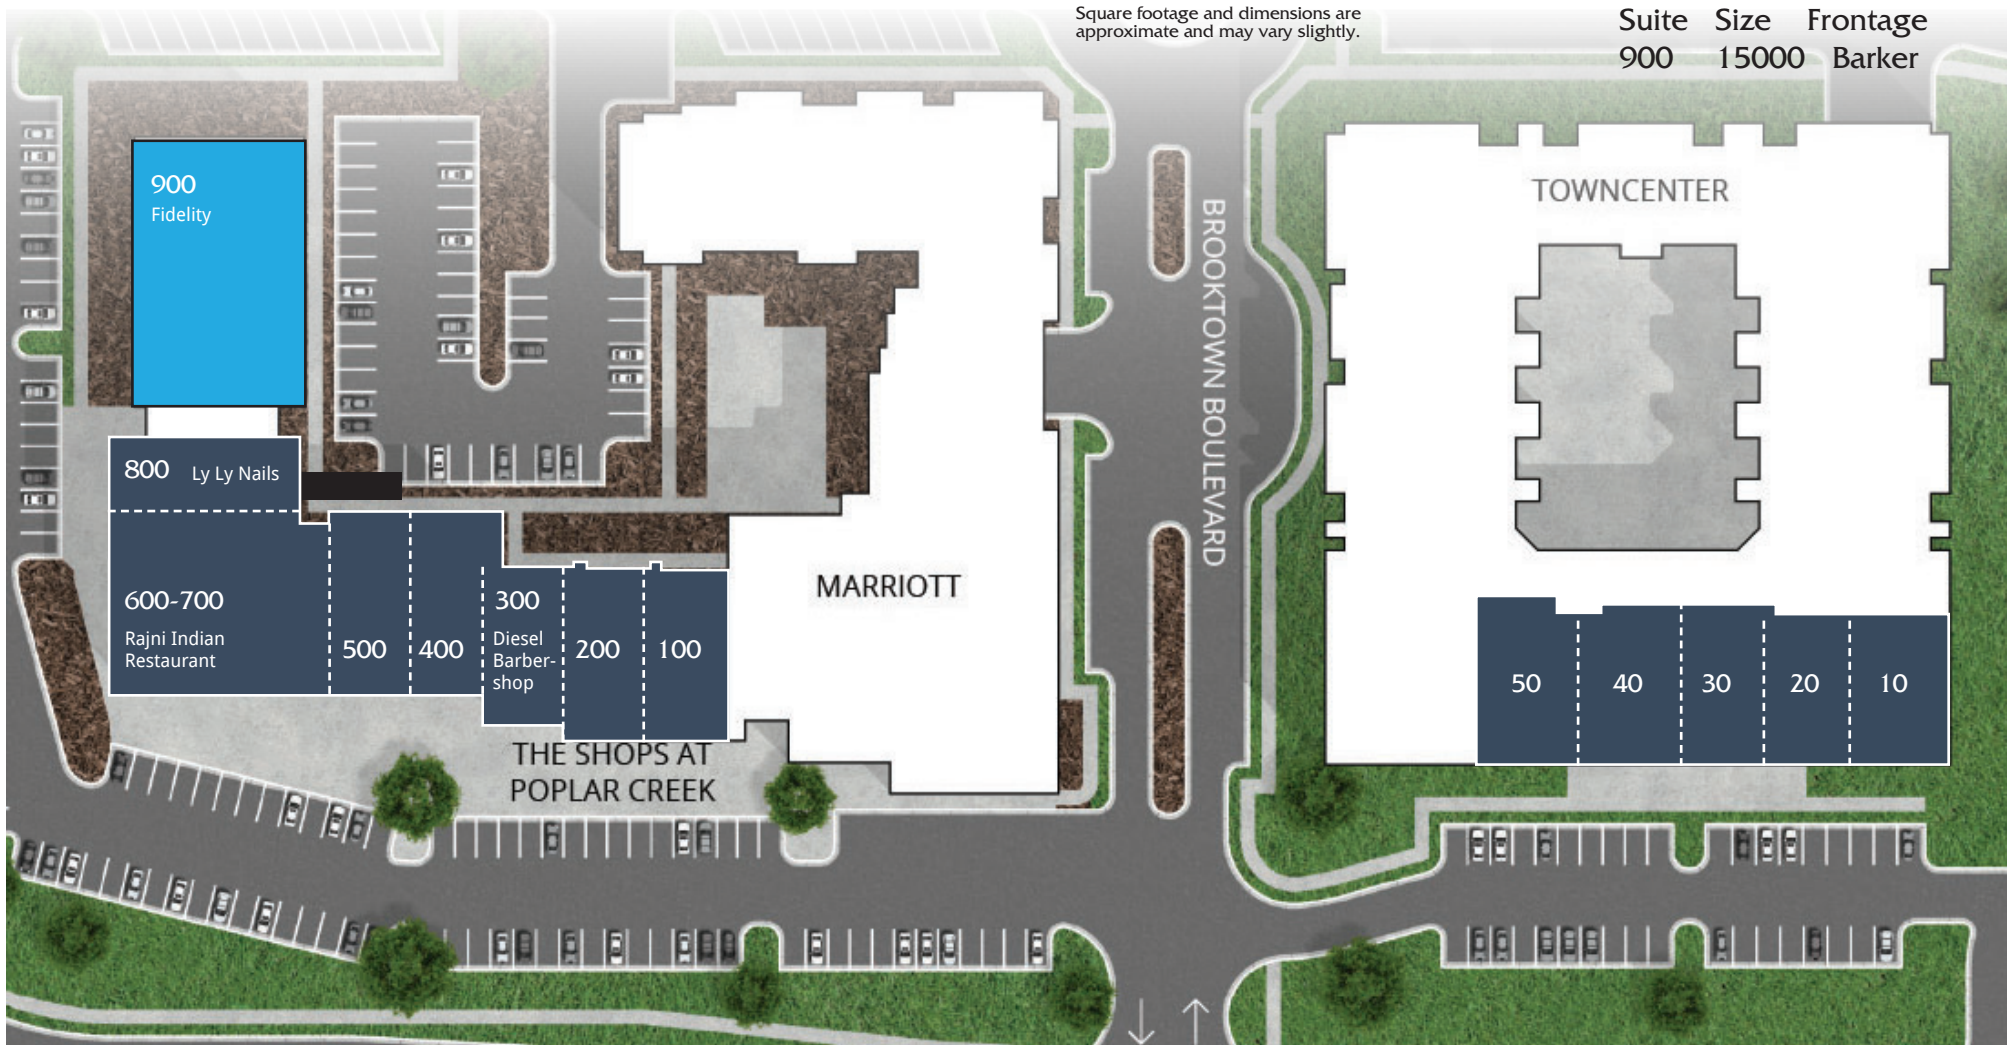 Square footage and dimensions are
approximate and may vary slightly.
Suite Size Frontage
900 15000 Barker
900
Fidelity
TOWNCENTER
BROOKTOWN BOULEVARD
800 Ly Ly Nails
600-700
Rajni Indian
Restaurant
500
400
300
Diesel
Barber-
shop
200
100
MARRIOTT
50
40
30
20
10
THE SHOPS AT
POPLAR CREEK